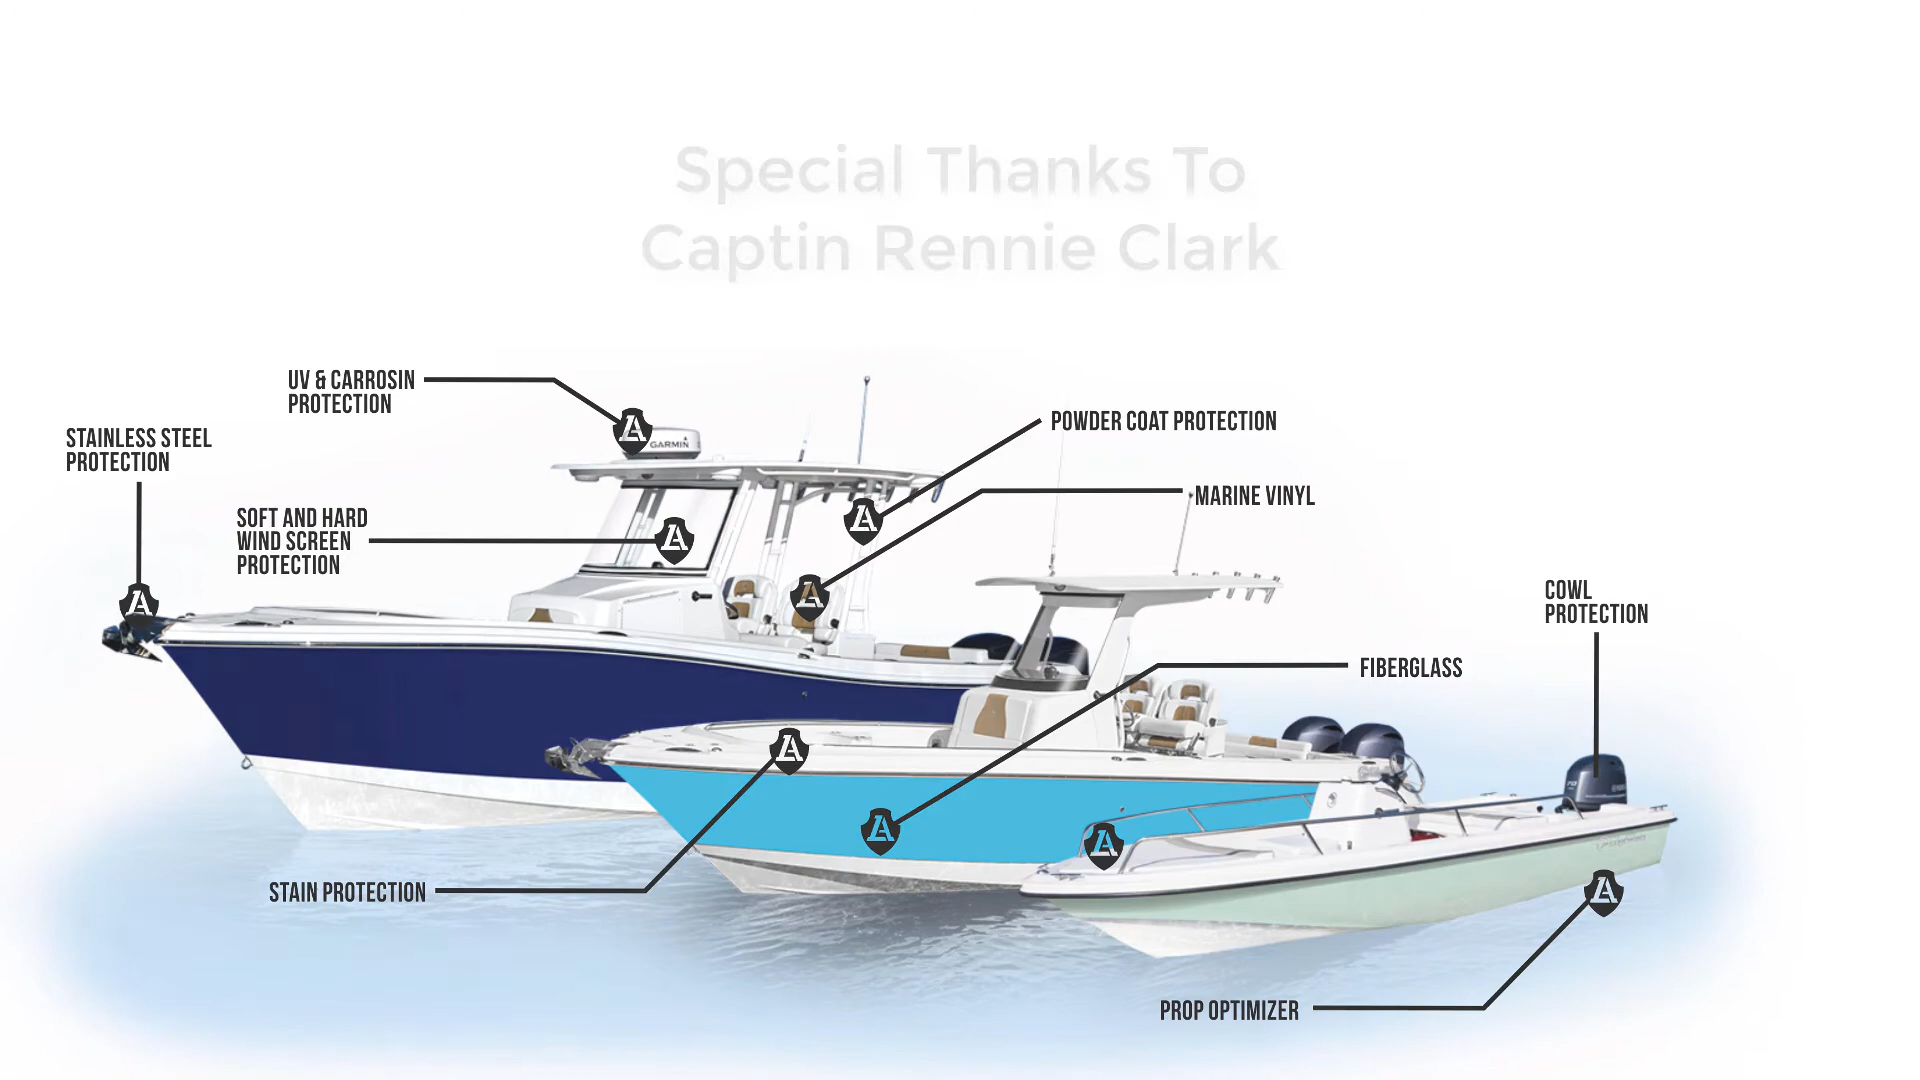 Special Thanks To
Captin Rennie Clark
UV & CARROSIN
PROTECTION
GARMIN
POWDER COAT PROTECTION
STAINLESS STEEL
PROTECTION
MARINE VINYL
SOFT AND HARD
WIND SCREEN
PROTECTION
COWL
PROTECTION
FIBERGLASS
STAIN PROTECTION
PROP OPTIMIZER